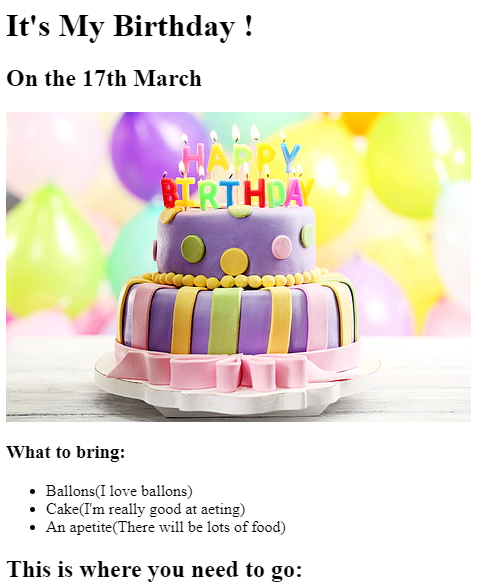 It's My Birthday !
On the 17th March
HAPPY
BIRTHDAY
What to bring:
Ballons(I love ballons)
Cake(I'm really good at aeting)
An apetite(There will be lots of food)
This is where you need to go: